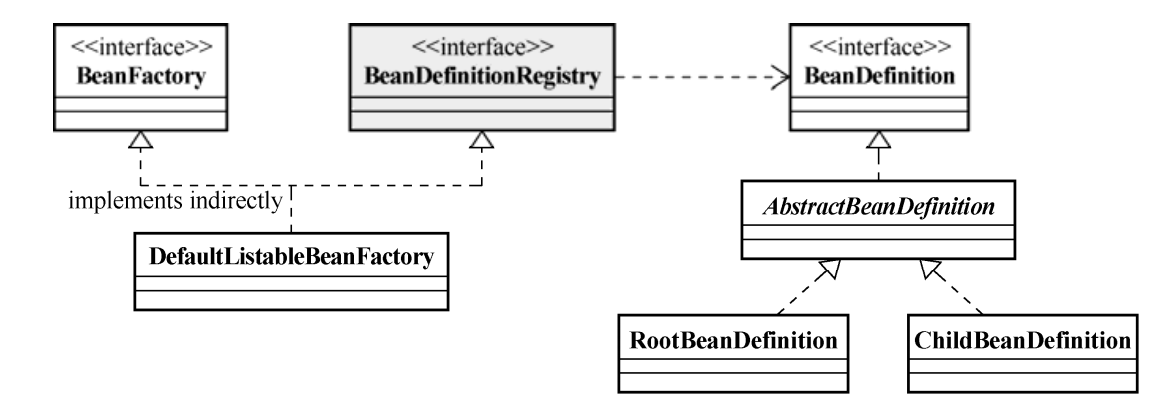 <<interface>>
BeanFactory
<<interface>>
BeanDefinitionRegistry
<<interface>>
BeanDefinition
implements indirectly
AbstractBeanDefinition
DefaultListableBeanFactory
RootBeanDefinition
ChildBeanDefinition